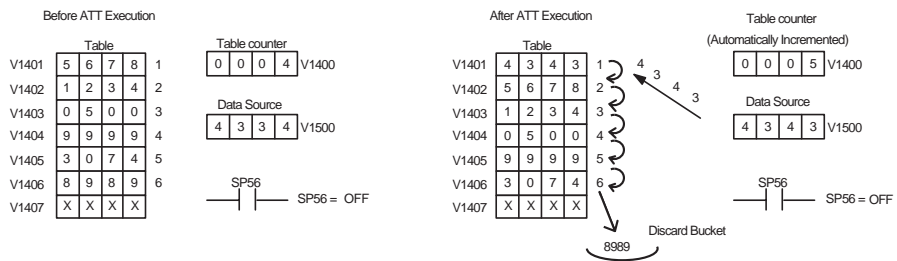 Before ATT Execution
Table
V1401 5 6 7 8 1
V1402 1 2 3 4 2
V1403 0 5 0 0 3
V1404 9 9 9 9 4
V1405 3 0 7 4 5
V1406 8 9 8 9 6
V1407 X X X X
Table counter
0 0 0 4 V1400
Data Source
4 3 3 4 V1500
SP56
SP56 = OFF
After ATT Execution
Table
V1401 4 3 4 3 1
V1402 5 6 7 8 2
V1403 1 2 3 4 3
V1404 0 5 0 0 4
V1405 9 9 9 9 5
V1406 3 0 7 4 6
V1407 X X X X
4 3 4 3
Discard Bucket
8989
Table counter
(Automatically Incremented)
0 0 0 5 V1400
Data Source
4 3 4 3 V1500
SP56
SP56 = OFF